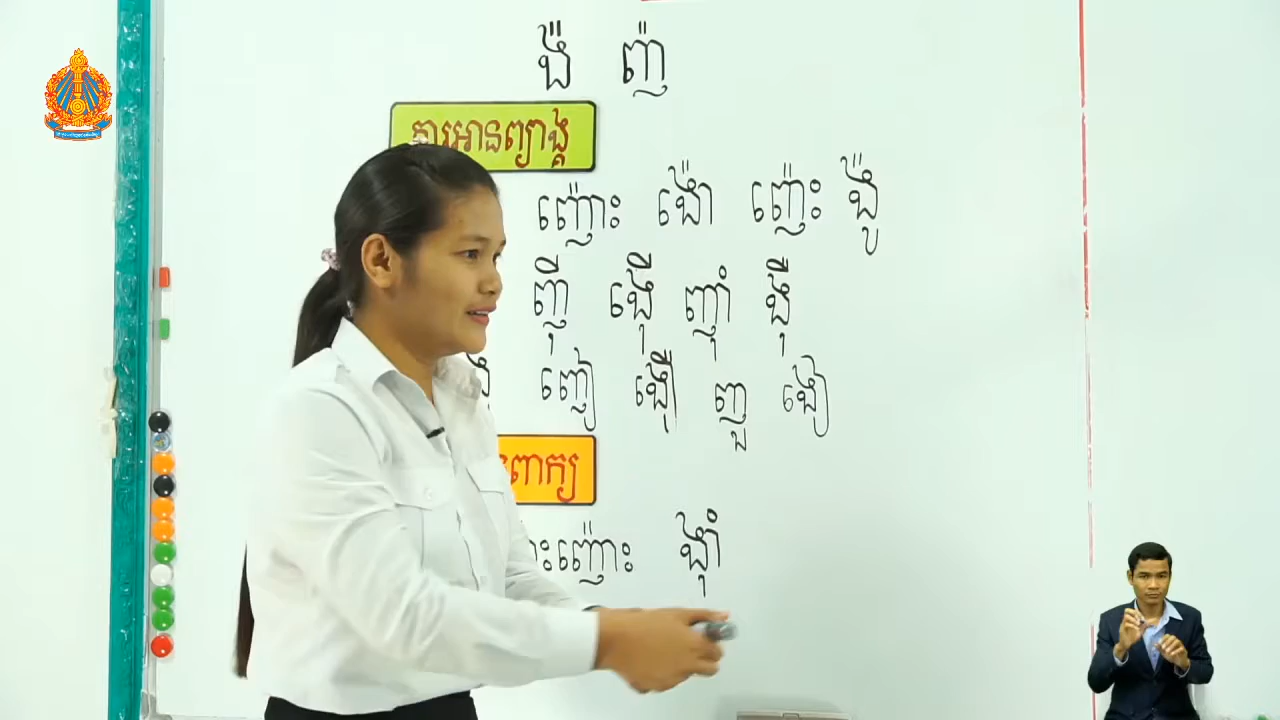 ង៉ ញ៉
ការអានព្យាង្គ
ញ៉ោះ ង៉ោ ញ៉េះ ង៉ូ
ញ៉ី ង៉ើ ញ៉ាំ ង៉ឺ
ញៀ ង៉ឿ ញួ ងៀ
ពាក្យ
ញ៉ោះ ង៉ាំ